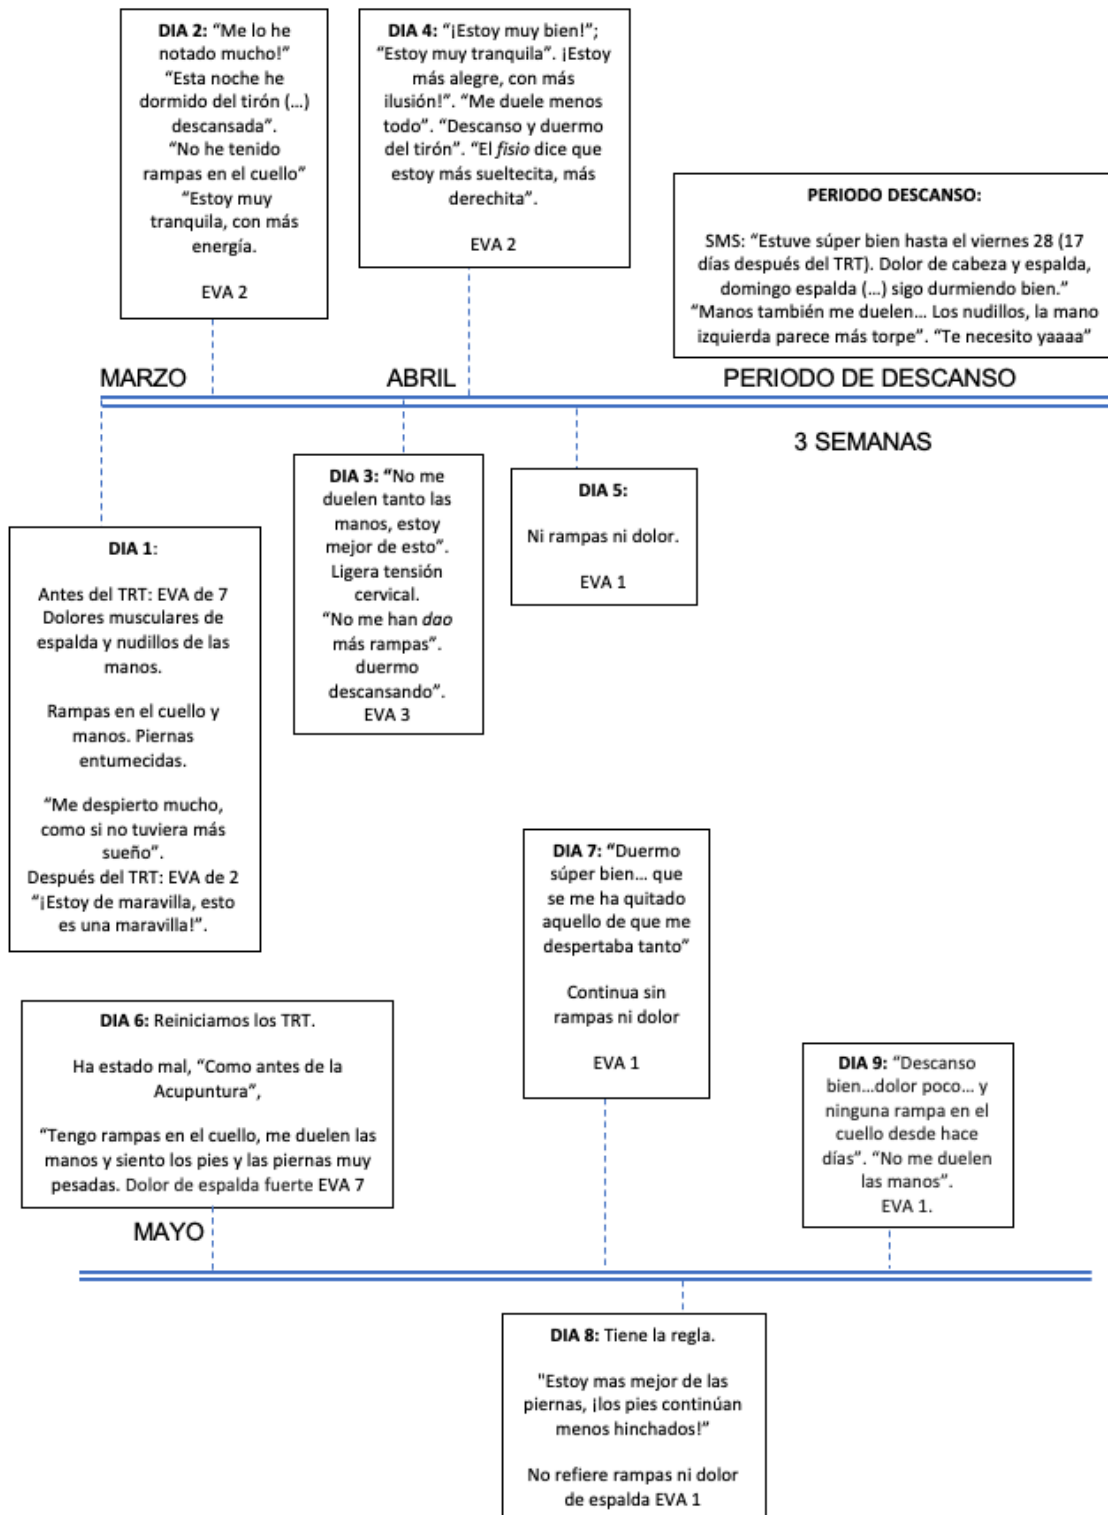 DIA 2: “Me lo he
notado mucho!”
“Esta noche he
dormido del tirón (…)
descansada”.
“No he tenido
rampas en el cuello”
“Estoy muy
tranquila, con más
energía.
EVA 2
DIA 4: “¡Estoy muy bien!”;
“Estoy muy tranquila”. ¡Estoy
más alegre, con más
ilusión!”. “Me duele menos
todo”. “Descanso y duermo
del tirón”. “El fisio dice que
estoy más sueltecita, más
derechita”.
EVA 2
PERIODO DESCANSO:
SMS: “Estuve súper bien hasta el viernes 28 (17
días después del TRT). Dolor de cabeza y espalda,
domingo espalda (…) sigo durmiendo bien.”
“Manos también me duelen… Los nudillos, la mano
izquierda parece más torpe”. “Te necesito yaaaa”
MARZO
ABRIL
PERIODO DE DESCANSO
3 SEMANAS
DIA 1:
Antes del TRT: EVA de 7
Dolores musculares de
espalda y nudillos de las
manos.
Rampas en el cuello y
manos. Piernas
entumecidas.
“Me despierto mucho,
como si no tuviera más
sueño”.
Después del TRT: EVA de 2
“¡Estoy de maravilla, esto
es una maravilla!”.
DIA 3: “No me
duelen tanto las
manos, estoy
mejor de esto”.
Ligera tensión
cervical.
“No me han dao
más rampas”.
duermo
descansando”.
EVA 3
DIA 5:
Ni rampas ni dolor.
EVA 1
DIA 6: Reiniciamos los TRT.
Ha estado mal, “Como antes de la
Acupuntura”,
“Tengo rampas en el cuello, me duelen las
manos y siento los pies y las piernas muy
pesadas. Dolor de espalda fuerte EVA 7
MAYO
DIA 7: “Duermo
súper bien… que
se me ha quitado
aquello de que me
despertaba tanto”
Continua sin
rampas ni dolor
EVA 1
DIA 9: “Descanso
bien…dolor poco… y
ninguna rampa en el
cuello desde hace
días”. “No me duelen
las manos”.
EVA 1.
DIA 8: Tiene la regla.
"Estoy mas mejor de las
piernas, ¡los pies continúan
menos hinchados!”
No refiere rampas ni dolor
de espalda EVA 1